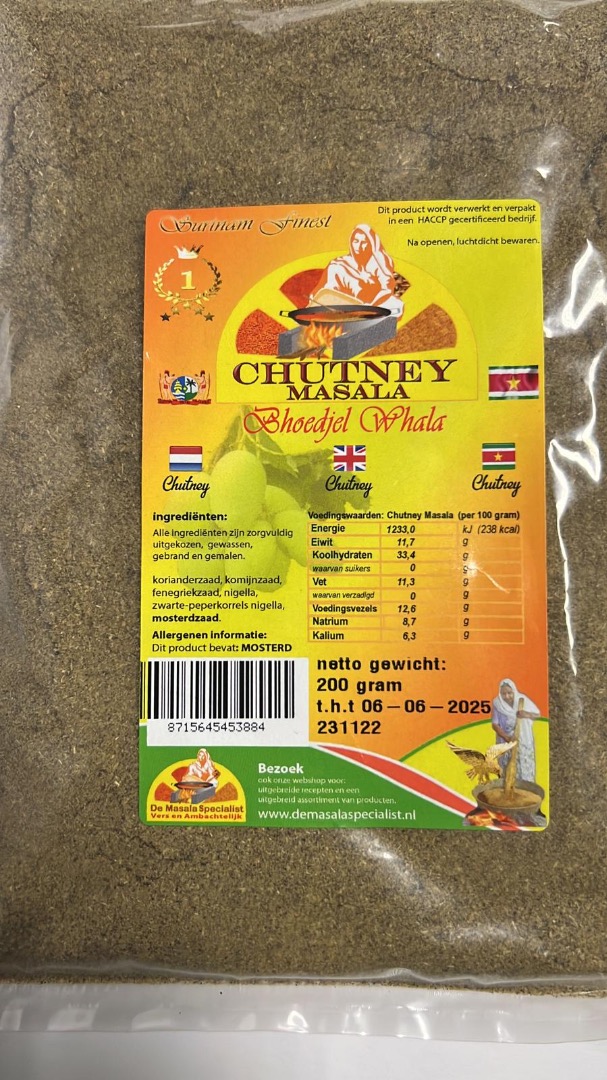 Surinam Finest
Dit product wordt verwerkt en verpakt
in een HACCP gecertificeerd bedrijf.
Na openen, luchtdicht bewaren.
1
CHUTNEY
MASALA
Bhoedjel Whala
Chutney
Chutney
Chutney
ingrediënten:
Alle ingrediënten zijn zorgvuldig
uitgekozen, gewassen,
gebrand en gemalen.
korianderzaad, komijnzaad,
fenegriekzaad, nigella,
zwarte-peperkorrels nigella,
mosterdzaad.
Allergenen informatie:
Dit product bevat: MOSTERD
Voedingswaarden: Chutney Masala (per 100 gram)
Energie 1233,0 kJ (238 kcal)
Eiwit 11,7 g
Koolhydraten 33,4 g
waarvan suikers 0 g
Vet 11,3 g
waarvan verzadigd 0 g
Voedingsvezels 12,6 g
Natrium 8,7 g
Kalium 6,3 g
8715645453884
netto gewicht:
200 gram
t.h.t 06-06-2025
231122
De Masala Specialist
Vers en Ambachtelijk
Bezoek
ook onze webshop voor:
uitgebreide recepten en een
uitgebreid assortiment van producten.
www.demasalaspecialist.nl